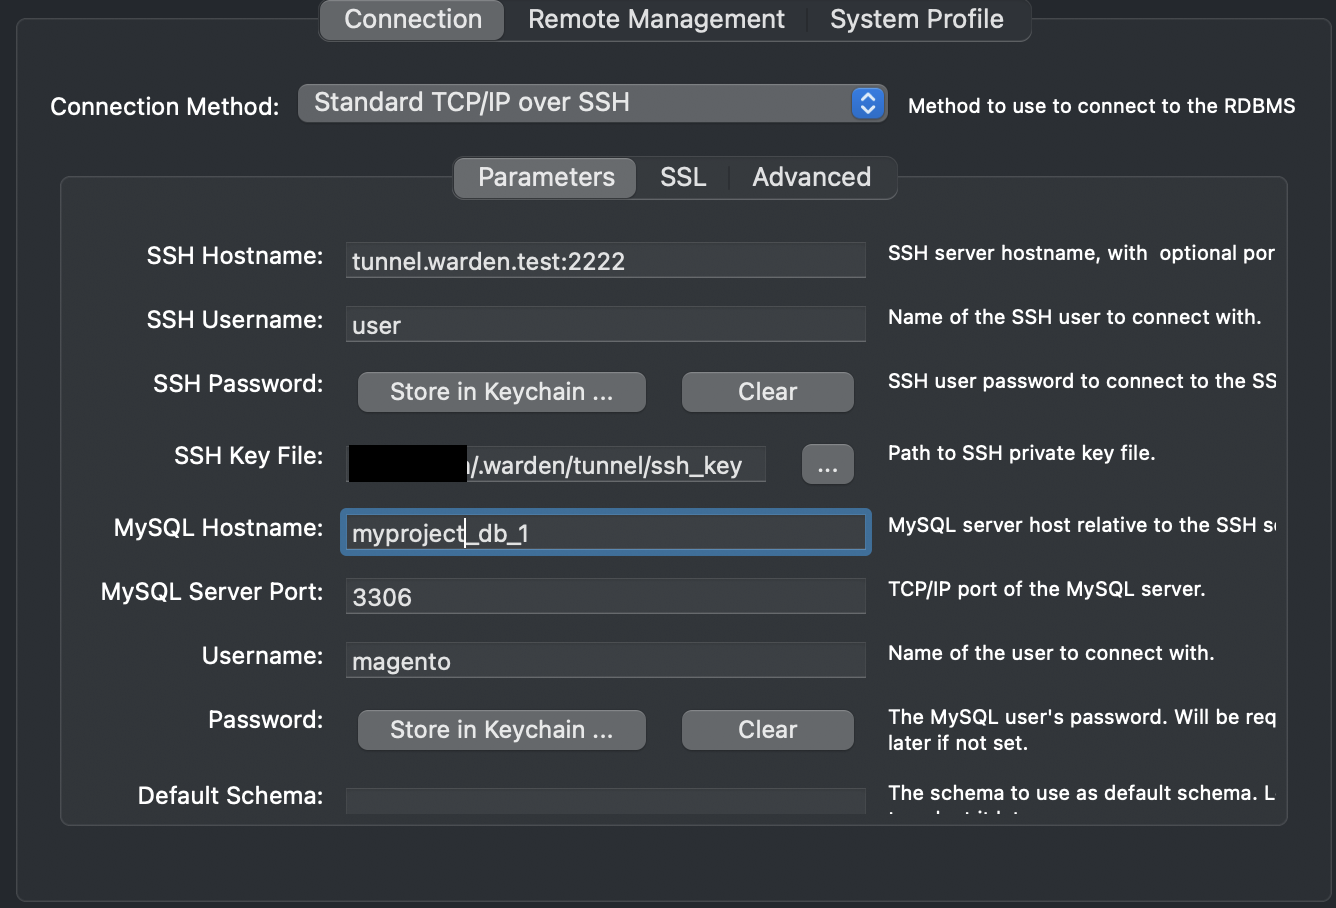 Connection Remote Management System Profile
Connection Method: Standard TCP/IP over SSH Method to use to connect to the RDBMS
Parameters SSL Advanced
SSH Hostname: tunnel.warden.test:2222 SSH server hostname, with optional por
SSH Username: user Name of the SSH user to connect with.
SSH Password: Store in Keychain ... Clear SSH user password to connect to the SS
SSH Key File: /.warden/tunnel/ssh_key ... Path to SSH private key file.
MySQL Hostname: myproject_db_1 MySQL server host relative to the SSH s
MySQL Server Port: 3306 TCP/IP port of the MySQL server.
Username: magento Name of the user to connect with.
Password: Store in Keychain ... Clear The MySQL user's password. Will be req
later if not set.
Default Schema: The schema to use as default schema. L